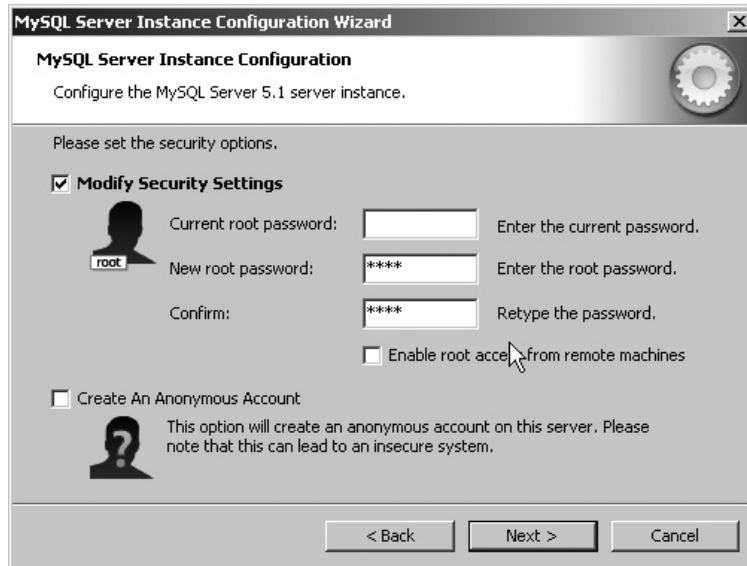 MySQL Server Instance Configuration Wizard
MySQL Server Instance Configuration
Configure the MySQL Server 5.1 server instance.
Please set the security options.
Modify Security Settings
Current root password: Enter the current password.
root
New root password: **** Enter the root password.
Confirm: **** Retype the password.
Enable root access from remote machines
Create An Anonymous Account
This option will create an anonymous account on this server. Please
note that this can lead to an insecure system.
< Back Next > Cancel